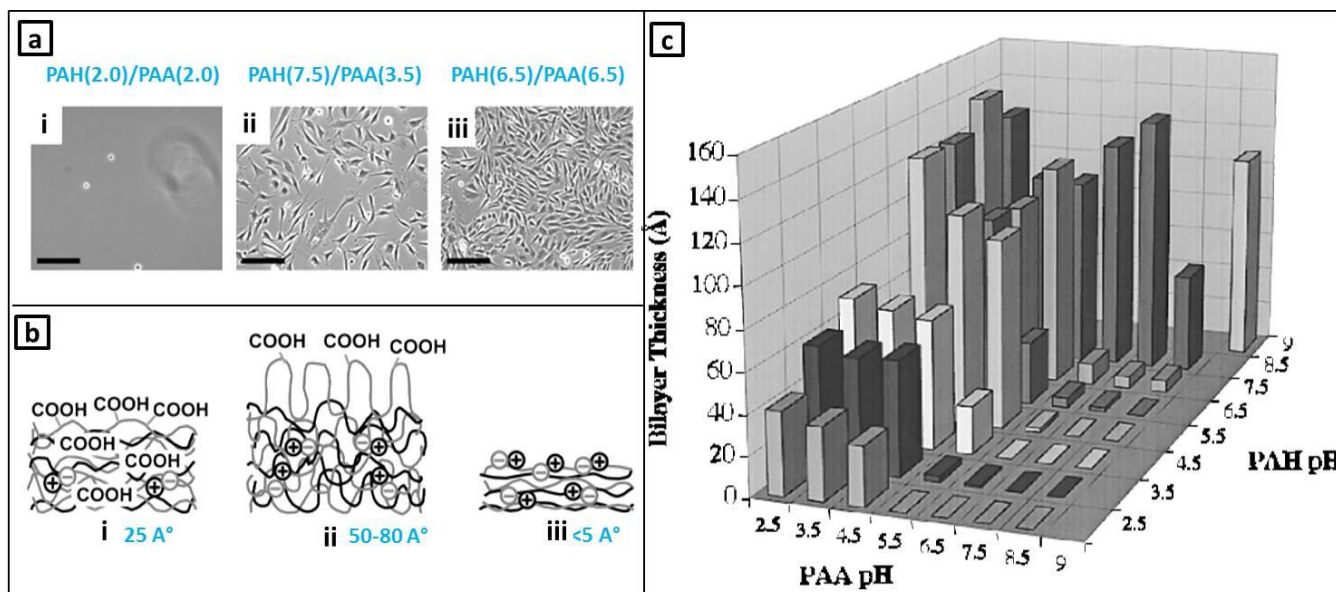 a
PAH(2.0)/PAA(2.0) PAH(7.5)/PAA(3.5) PAH(6.5)/PAA(6.5)
i ii iii
b
COOH COOH COOH
COOH COOH COOH
COOH COOH
COOH
i 25 A° ii 50-80 A° iii <5 A°
c
Bilayer Thickness (Å)
160
140
120
100
80
60
40
20
0
2.5 3.5 4.5 5.5 6.5 7.5 8.5 9
PAA pH
9
8.5
7.5
6.5
5.5
4.5
3.5
2.5
PAH pH